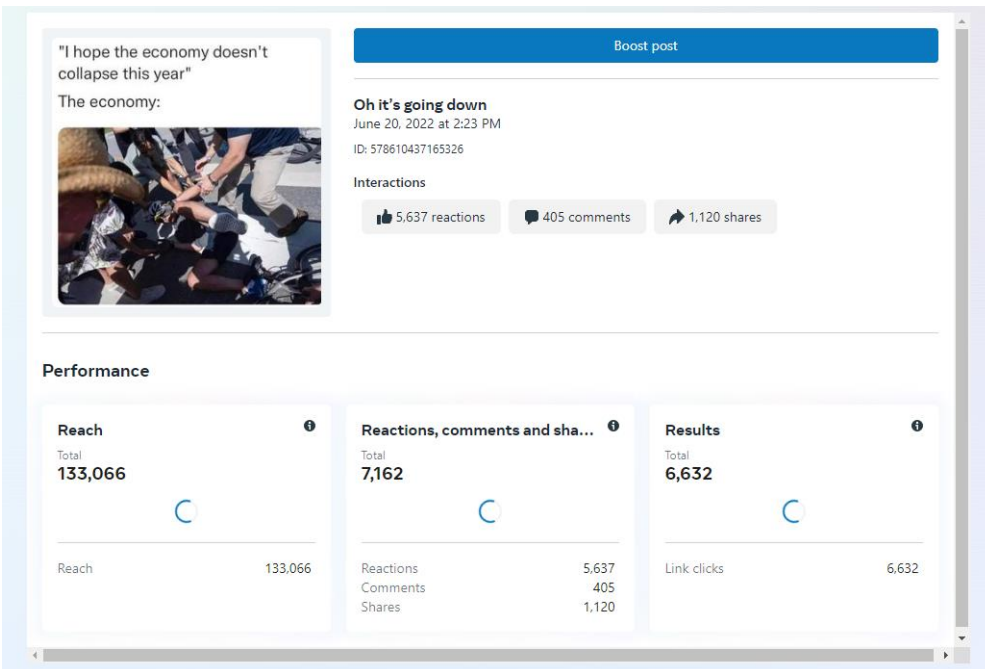 "I hope the economy doesn't
collapse this year"
The economy:
Boost post
Oh it's going down
June 20, 2022 at 2:23 PM
ID: 578610437165326
Interactions
5,637 reactions
405 comments
1,120 shares
Performance
Reach
Total
133,066
Reach 133,066
Reactions, comments and sha...
Total
7,162
Reactions 5,637
Comments 405
Shares 1,120
Results
Total
6,632
Link clicks 6,632